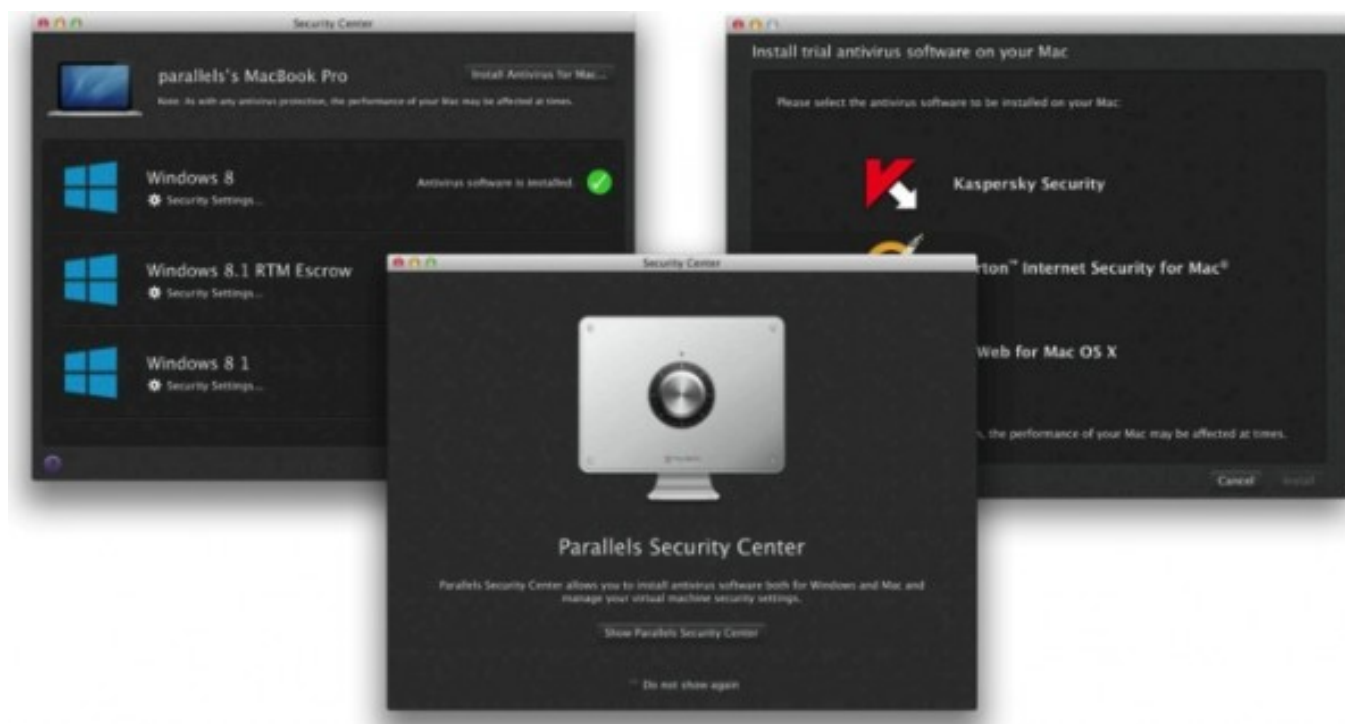 Security Center
parallels's MacBook Pro
Install Antivirus for Mac...
Note: As with any antivirus protection, the performance of your Mac may be affected at times.
Windows 8
Security Settings...
Antivirus software is installed.
Windows 8.1 RTM Escrow
Security Settings...
Windows 8 1
Security Settings...
Install trial antivirus software on your Mac
Please select the antivirus software to be installed on your Mac:
Kaspersky Security
rton™ Internet Security for Mac®
Web for Mac OS X
, the performance of your Mac may be affected at times.
Cancel
Install
Security Center
Parallels Security Center
Parallels Security Center allows you to install antivirus software both for Windows and Mac and
manage your virtual machine security settings.
Show Parallels Security Center
Do not show again